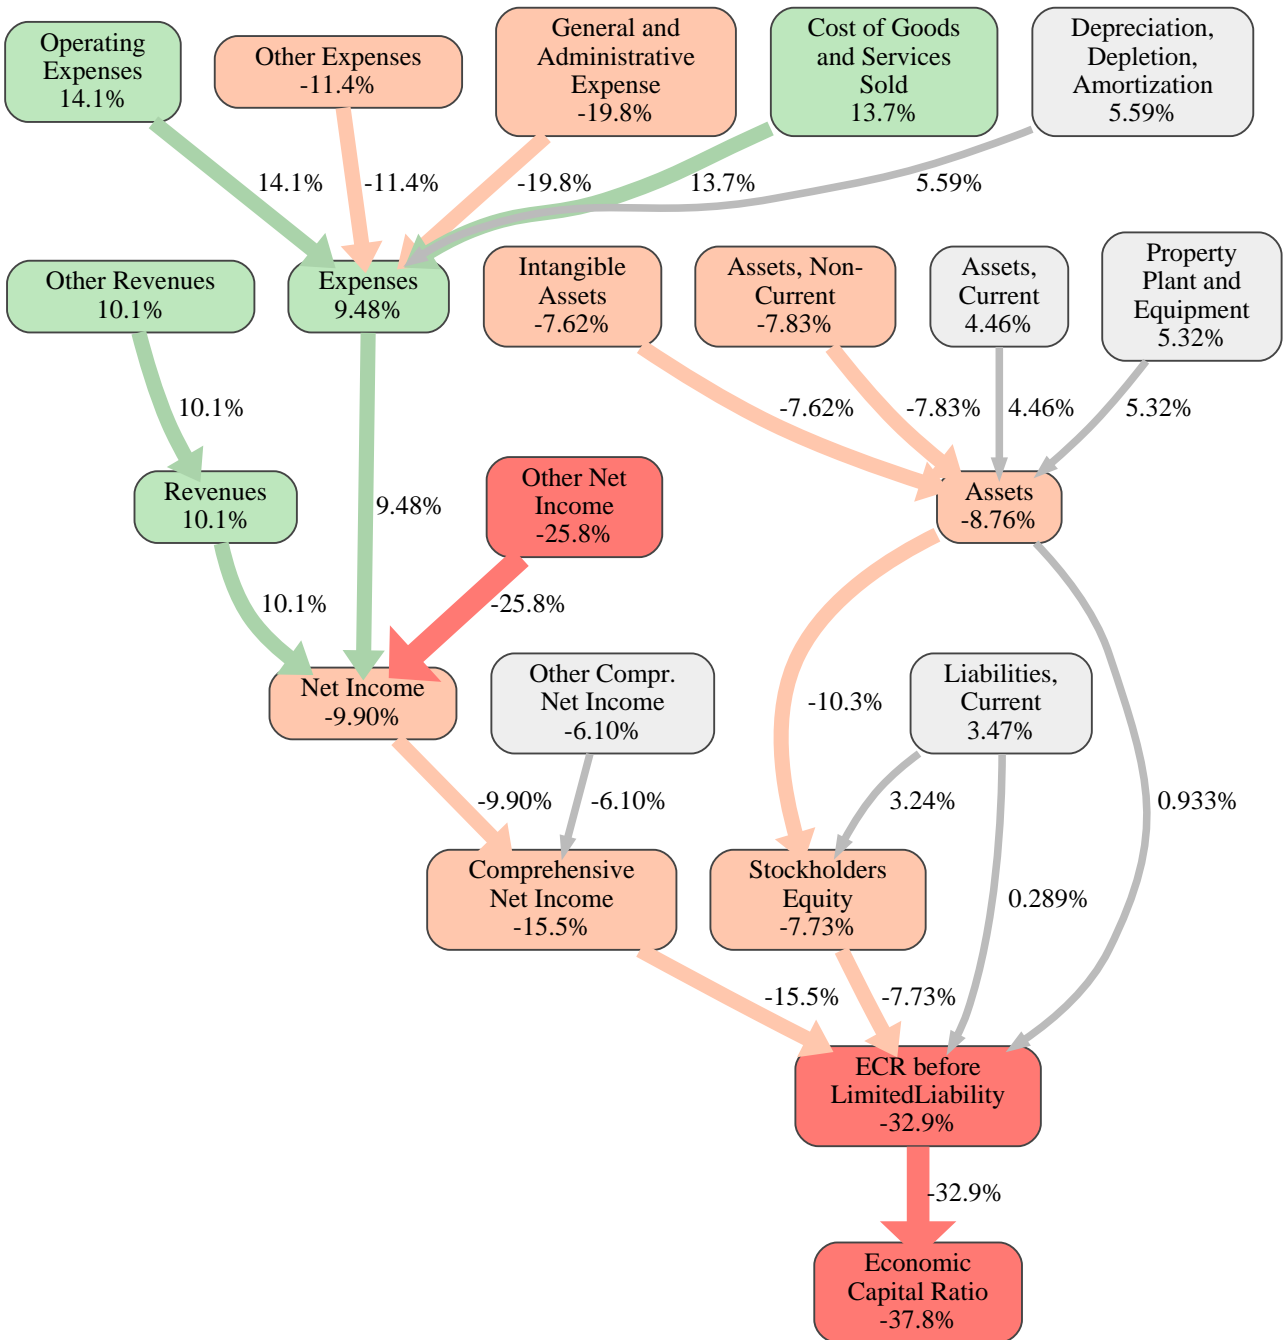 Operating
Expenses
14.1%
Other Expenses
-11.4%
General and
Administrative
Expense
-19.8%
Cost of Goods
and Services
Sold
13.7%
Depreciation,
Depletion,
Amortization
5.59%
14.1%
-11.4%
-19.8%
13.7%
5.59%
Other Revenues
10.1%
Expenses
9.48%
Intangible
Assets
-7.62%
Assets, Non-
Current
-7.83%
Assets,
Current
4.46%
Property
Plant and
Equipment
5.32%
10.1%
-7.62%
-7.83%
4.46%
5.32%
Revenues
10.1%
9.48%
Other Net
Income
-25.8%
Assets
-8.76%
10.1%
-25.8%
Net Income
-9.90%
Other Compr.
Net Income
-6.10%
-10.3%
Liabilities,
Current
3.47%
-9.90%
-6.10%
3.24%
0.933%
Comprehensive
Net Income
-15.5%
Stockholders
Equity
-7.73%
0.289%
-15.5%
-7.73%
ECR before
LimitedLiability
-32.9%
-32.9%
Economic
Capital Ratio
-37.8%